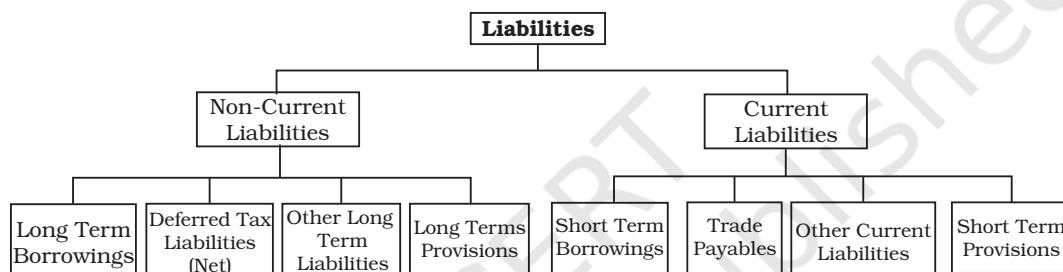 Liabilities
Non-Current
Liabilities
Current
Liabilities
Long Term
Borrowings
Deferred Tax
Liabilities
(Net)
Other Long
Term
Liabilities
Long Terms
Provisions
Short Term
Borrowings
Trade
Payables
Other Current
Liabilities
Short Term
Provisions